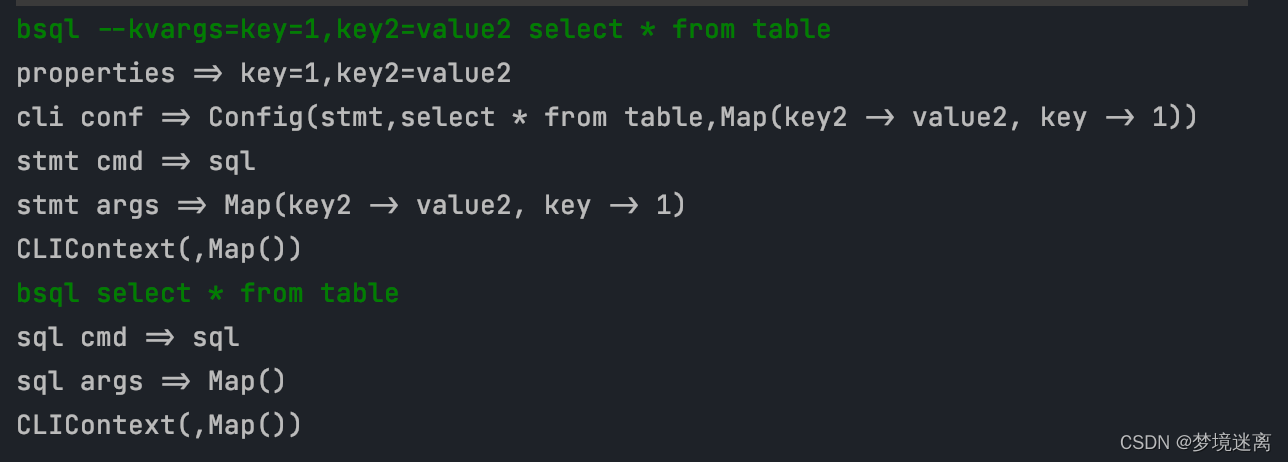 bsql --kvargs=key=1,key2=value2 select * from table
properties => key=1,key2=value2
cli conf => Config(stmt,select * from table,Map(key2 -> value2, key -> 1))
stmt cmd => sql
stmt args => Map(key2 -> value2, key -> 1)
CLIContext(,Map())
bsql select * from table
sql cmd => sql
sql args => Map()
CLIContext(,Map())
CSDN @梦境迷离